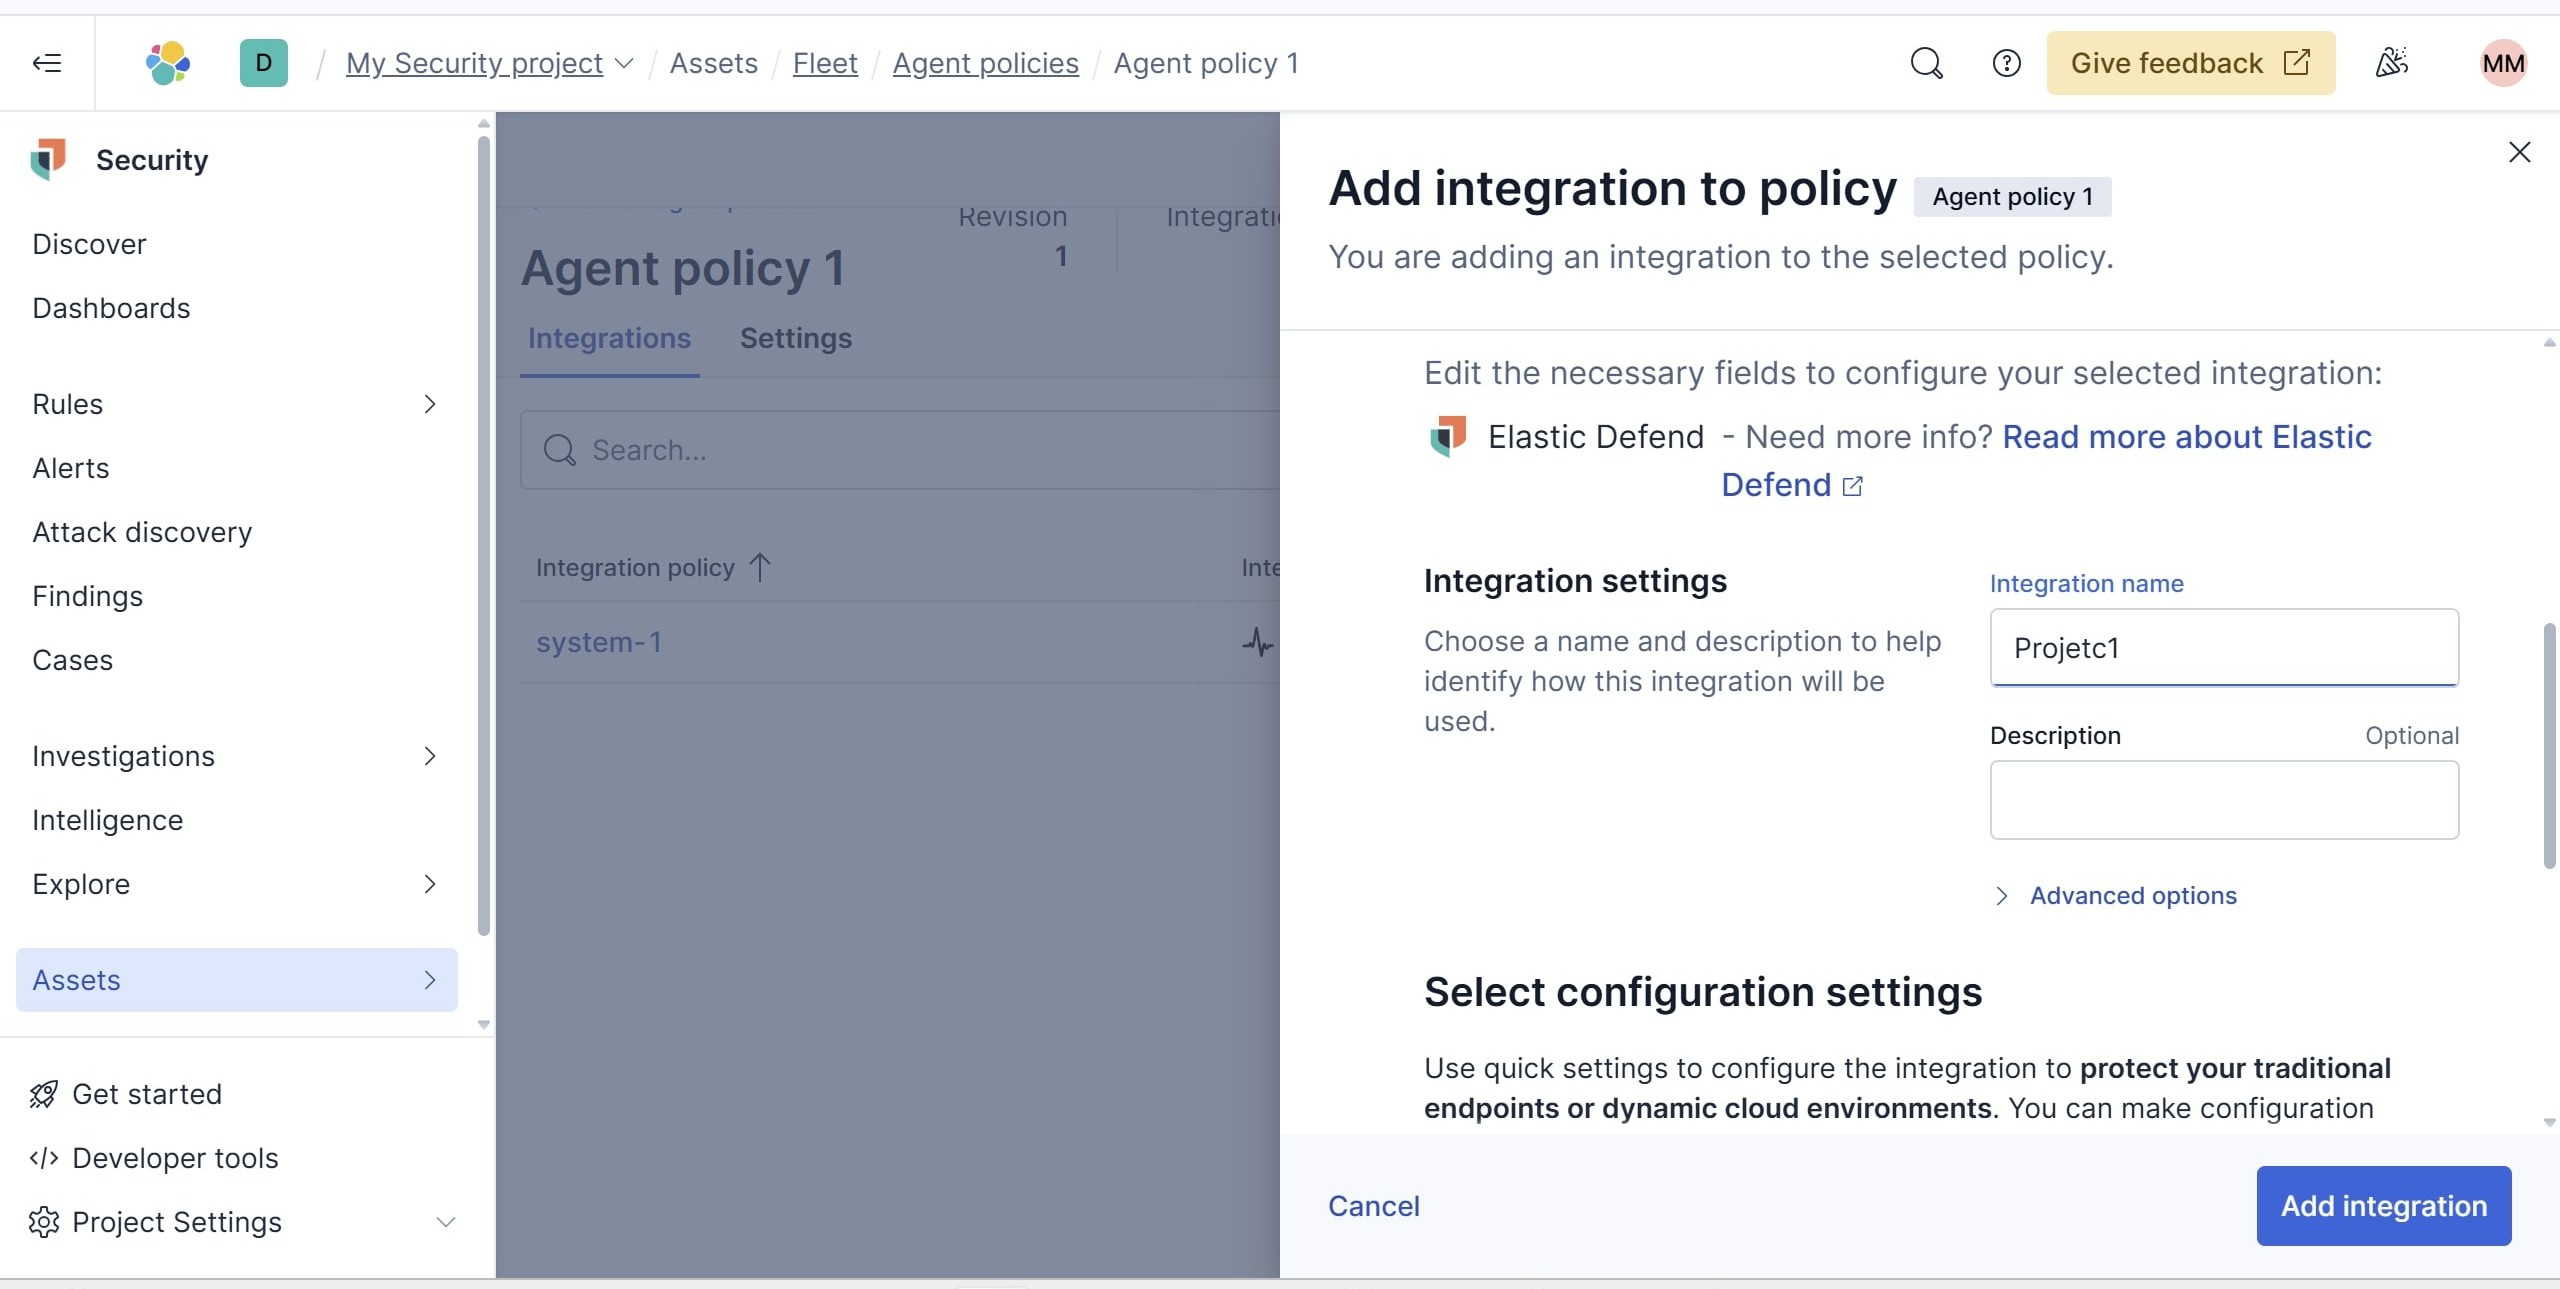 D / My Security project / Assets / Fleet / Agent policies / Agent policy 1
Give feedback
MM
Security
Discover
Dashboards
Rules
Alerts
Attack discovery
Findings
Cases
Investigations
Intelligence
Explore
Assets
Get started
Developer tools
Project Settings
Revision
1
Agent policy 1
Integrations Settings
Search...
Integration policy
system-1
Add integration to policy Agent policy 1
You are adding an integration to the selected policy.
Edit the necessary fields to configure your selected integration:
Elastic Defend - Need more info? Read more about Elastic
Defend
Integration settings
Choose a name and description to help
identify how this integration will be
used.
Integration name
Projetc1
Description Optional
Advanced options
Select configuration settings
Use quick settings to configure the integration to protect your traditional
endpoints or dynamic cloud environments. You can make configuration
Cancel
Add integration